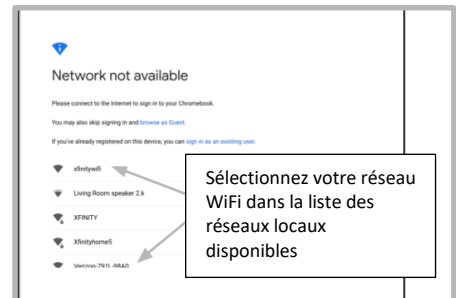 Network not available
Please connect to the Internet to sign in to your Chromebook.
You may also skip signing in and browse as Guest.
If you've already registered on this device, you can sign in as an existing user.
xfinitywifi
Living Room speaker 2.k
XFINITY
Xfinityhome5
Verizon-791L-98A0
Sélectionnez votre réseau
WiFi dans la liste des
réseaux locaux
disponibles